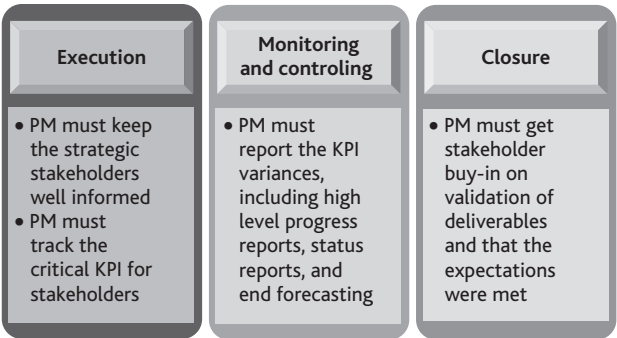 Execution
• PM must keep
the strategic
stakeholders
well informed
• PM must
track the
critical KPI for
stakeholders
Monitoring
and controling
• PM must
report the KPI
variances,
including high
level progress
reports, status
reports, and
end forecasting
Closure
• PM must get
stakeholder
buy-in on
validation of
deliverables
and that the
expectations
were met